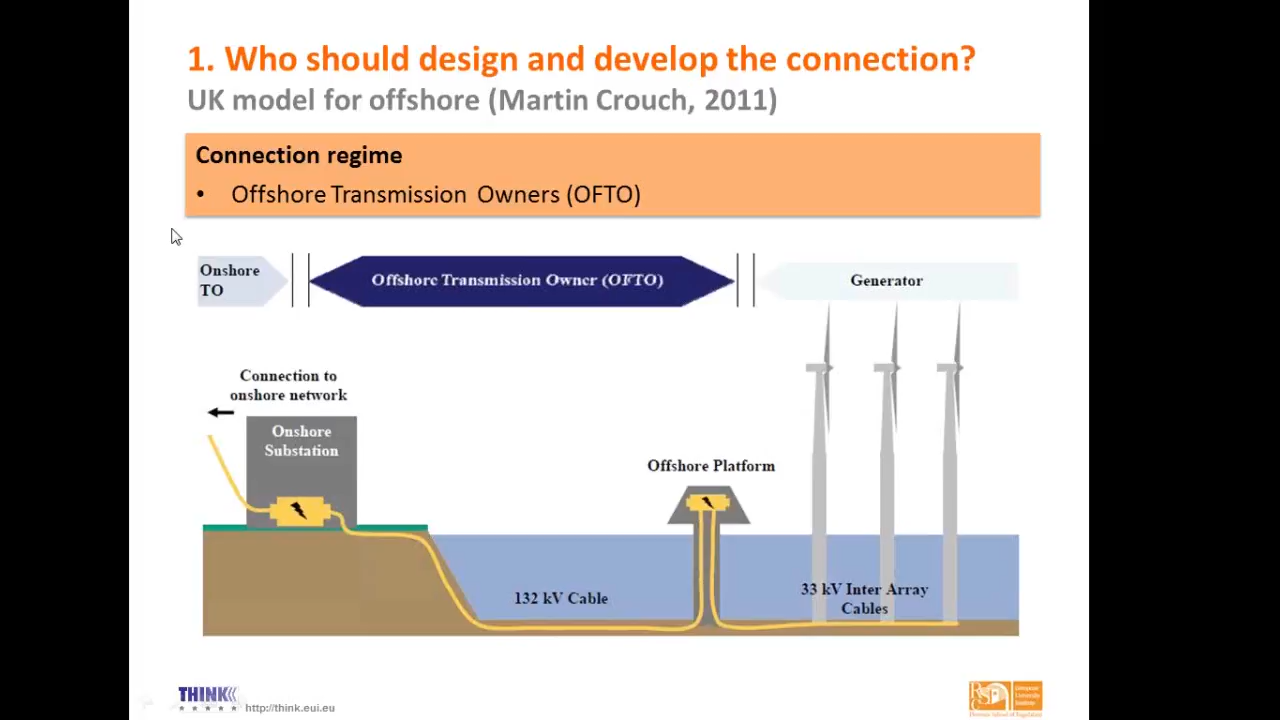 1. Who should design and develop the connection?
UK model for offshore (Martin Crouch, 2011)
Connection regime
• Offshore Transmission Owners (OFTO)
Onshore
TO
Offshore Transmission Owner (OFTO)
Generator
Connection to
onshore network
Onshore
Substation
Offshore Platform
132 kV Cable
33 kV Inter Array
Cables
THINK
http://think.eui.eu